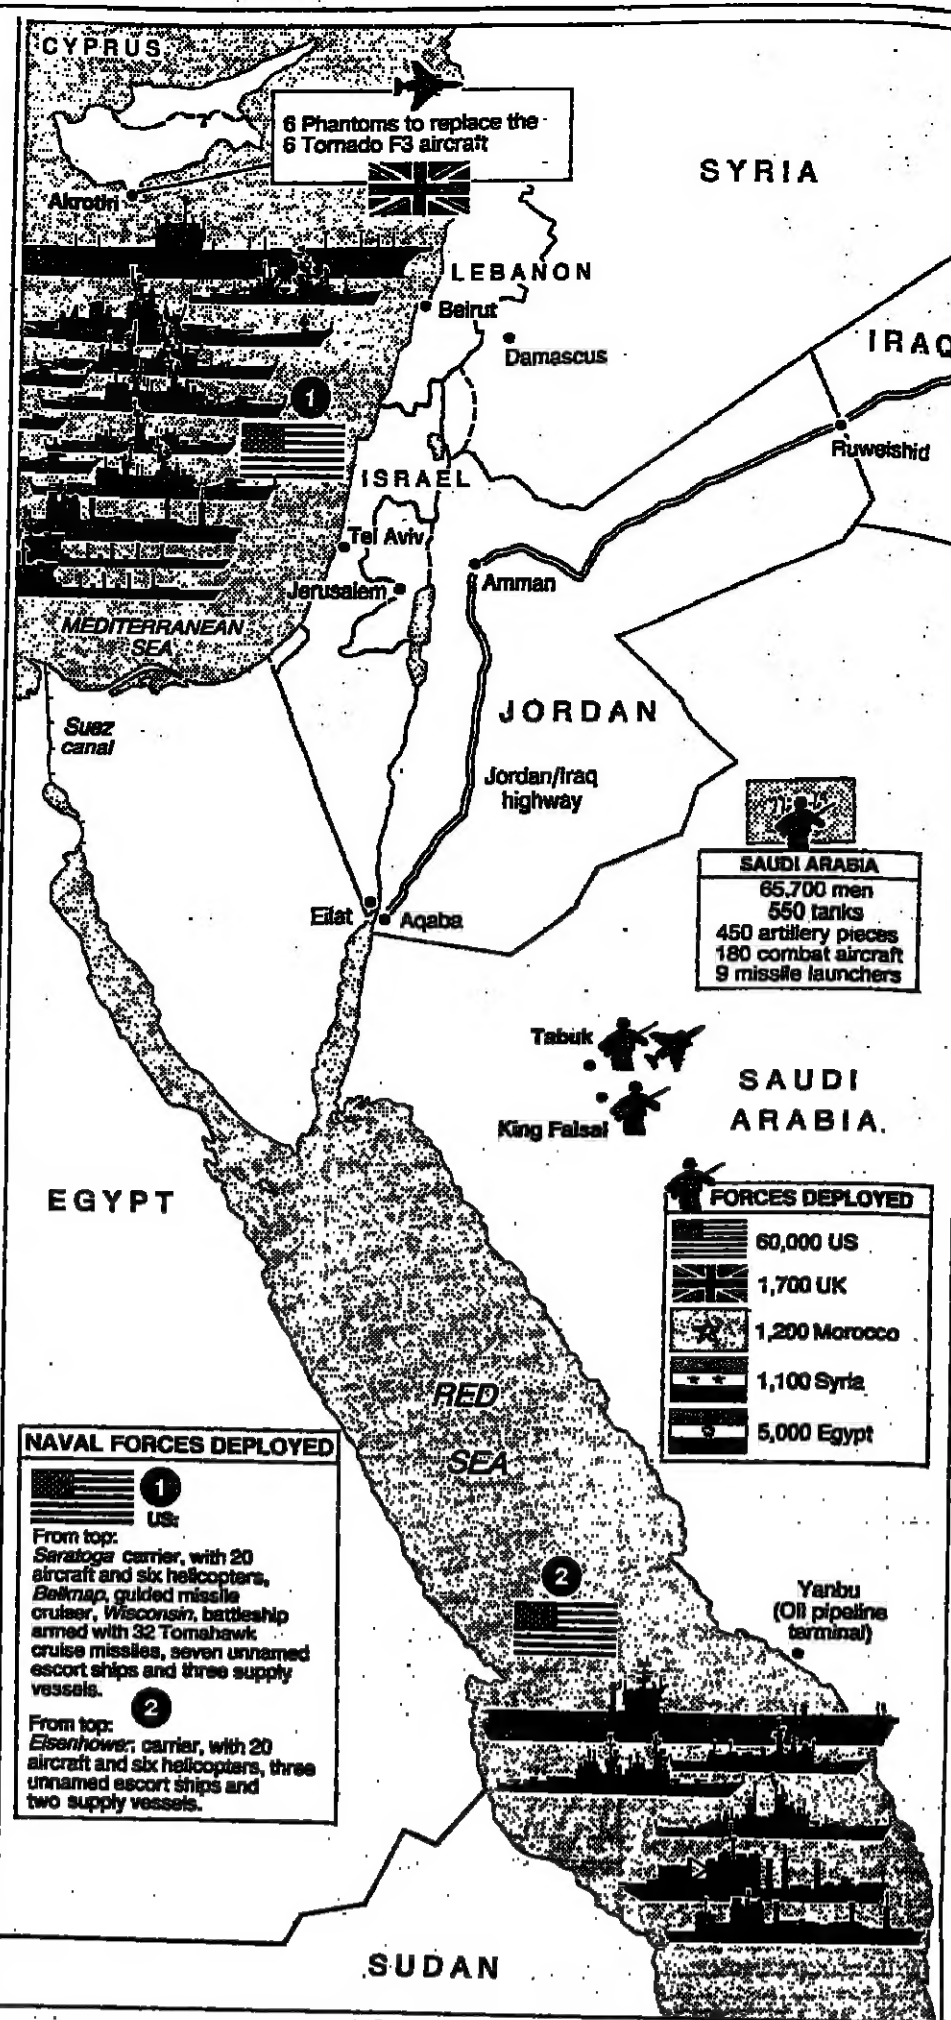 CYPRUS
6 Phantoms to replace the
6 Tornado F3 aircraft
Akrotiri
SYRIA
LEBANON
Beirut
Damascus
IRAQ
1
Ruweishid
ISRAEL
Tel Aviv
Amman
Jerusalem
MEDITERRANEAN
SEA
JORDAN
Suez
canal
Jordan/Iraq
highway
SAUDI ARABIA
65,700 men
550 tanks
450 artillery pieces
180 combat aircraft
9 missile launchers
Eilat
Aqaba
Tabuk
King Faisal
SAUDI
ARABIA
EGYPT
FORCES DEPLOYED
60,000 US
1,700 UK
1,200 Morocco
1,100 Syria
5,000 Egypt
RED
SEA
NAVAL FORCES DEPLOYED
1
US:
From top:
Saratoga carrier, with 20
aircraft and six helicopters,
Belknap, guided missile
cruiser, Wisconsin, battleship
armed with 32 Tomahawk
cruise missiles, seven unnamed
escort ships and three supply
vessels.
2
From top:
Eisenhower, carrier, with 20
aircraft and six helicopters, three
unnamed escort ships and
two supply vessels.
2
Yanbu
(Oil pipeline
terminal)
SUDAN